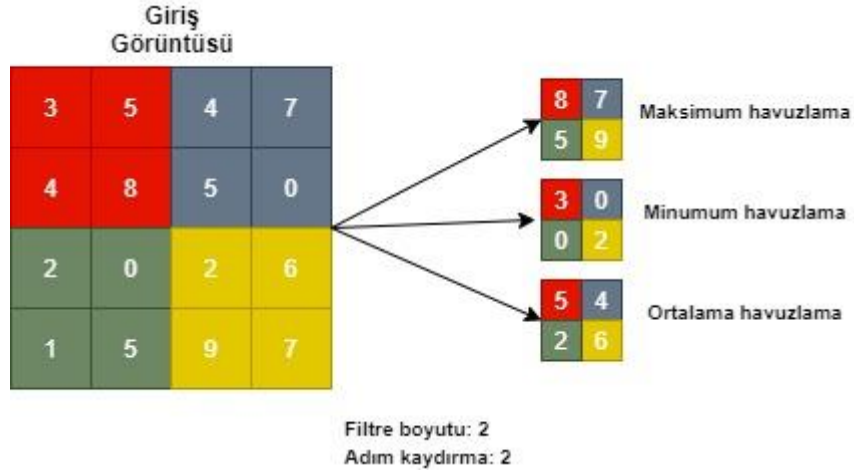 Giriş
Görüntüsü
3 5 4 7
4 8 5 0
2 0 2 6
1 5 9 7
8 7
5 9
Maksimum havuzlama
3 0
0 2
Minumum havuzlama
5 4
2 6
Ortalama havuzlama
Filtre boyutu: 2
Adım kaydırma: 2